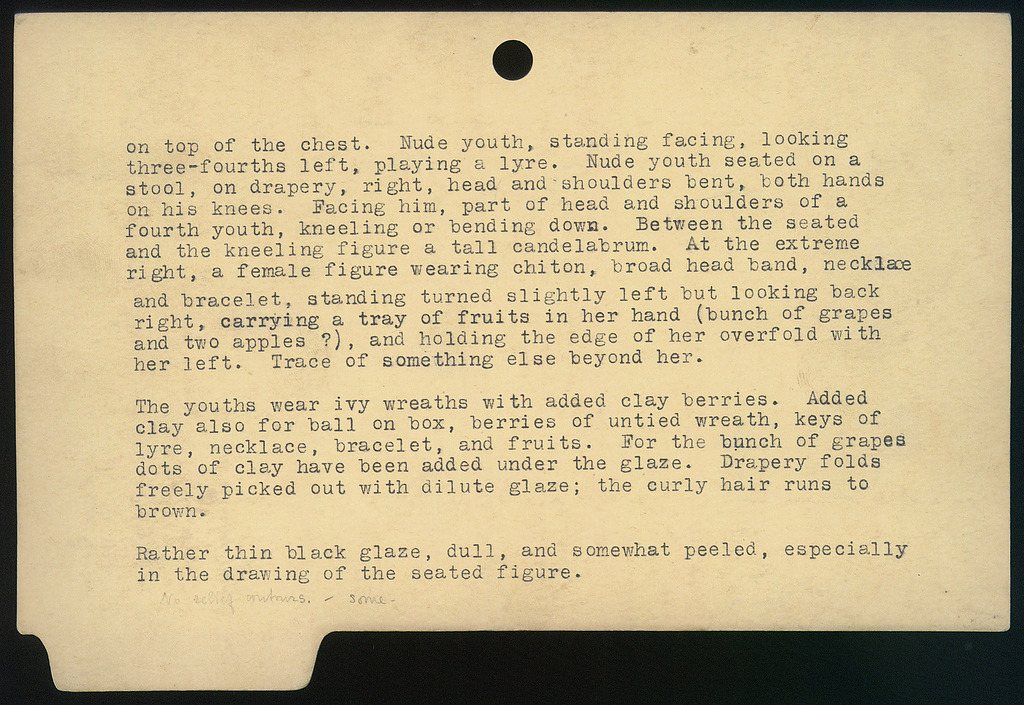 on top of the chest.  Nude youth, standing facing, looking
three-fourths left, playing a lyre.  Nude youth seated on a
stool, on drapery, right, head and shoulders bent, both hands
on his knees.  Facing him, part of head and shoulders of a
fourth youth, kneeling or bending down.  Between the seated
and the kneeling figure a tall candelabrum.  At the extreme
right, a female figure wearing chiton, broad head band, necklace
and bracelet, standing turned slightly left but looking back
right, carrying a tray of fruits in her hand (bunch of grapes
and two apples ?), and holding the edge of her overfold with
her left.  Trace of something else beyond her.
The youths wear ivy wreaths with added clay berries.  Added
clay also for ball on box, berries of untied wreath, keys of
lyre, necklace, bracelet, and fruits.  For the bunch of grapes
dots of clay have been added under the glaze.  Drapery folds
freely picked out with dilute glaze; the curly hair runs to
brown.
Rather thin black glaze, dull, and somewhat peeled, especially
in the drawing of the seated figure.
No relief contours. - some-